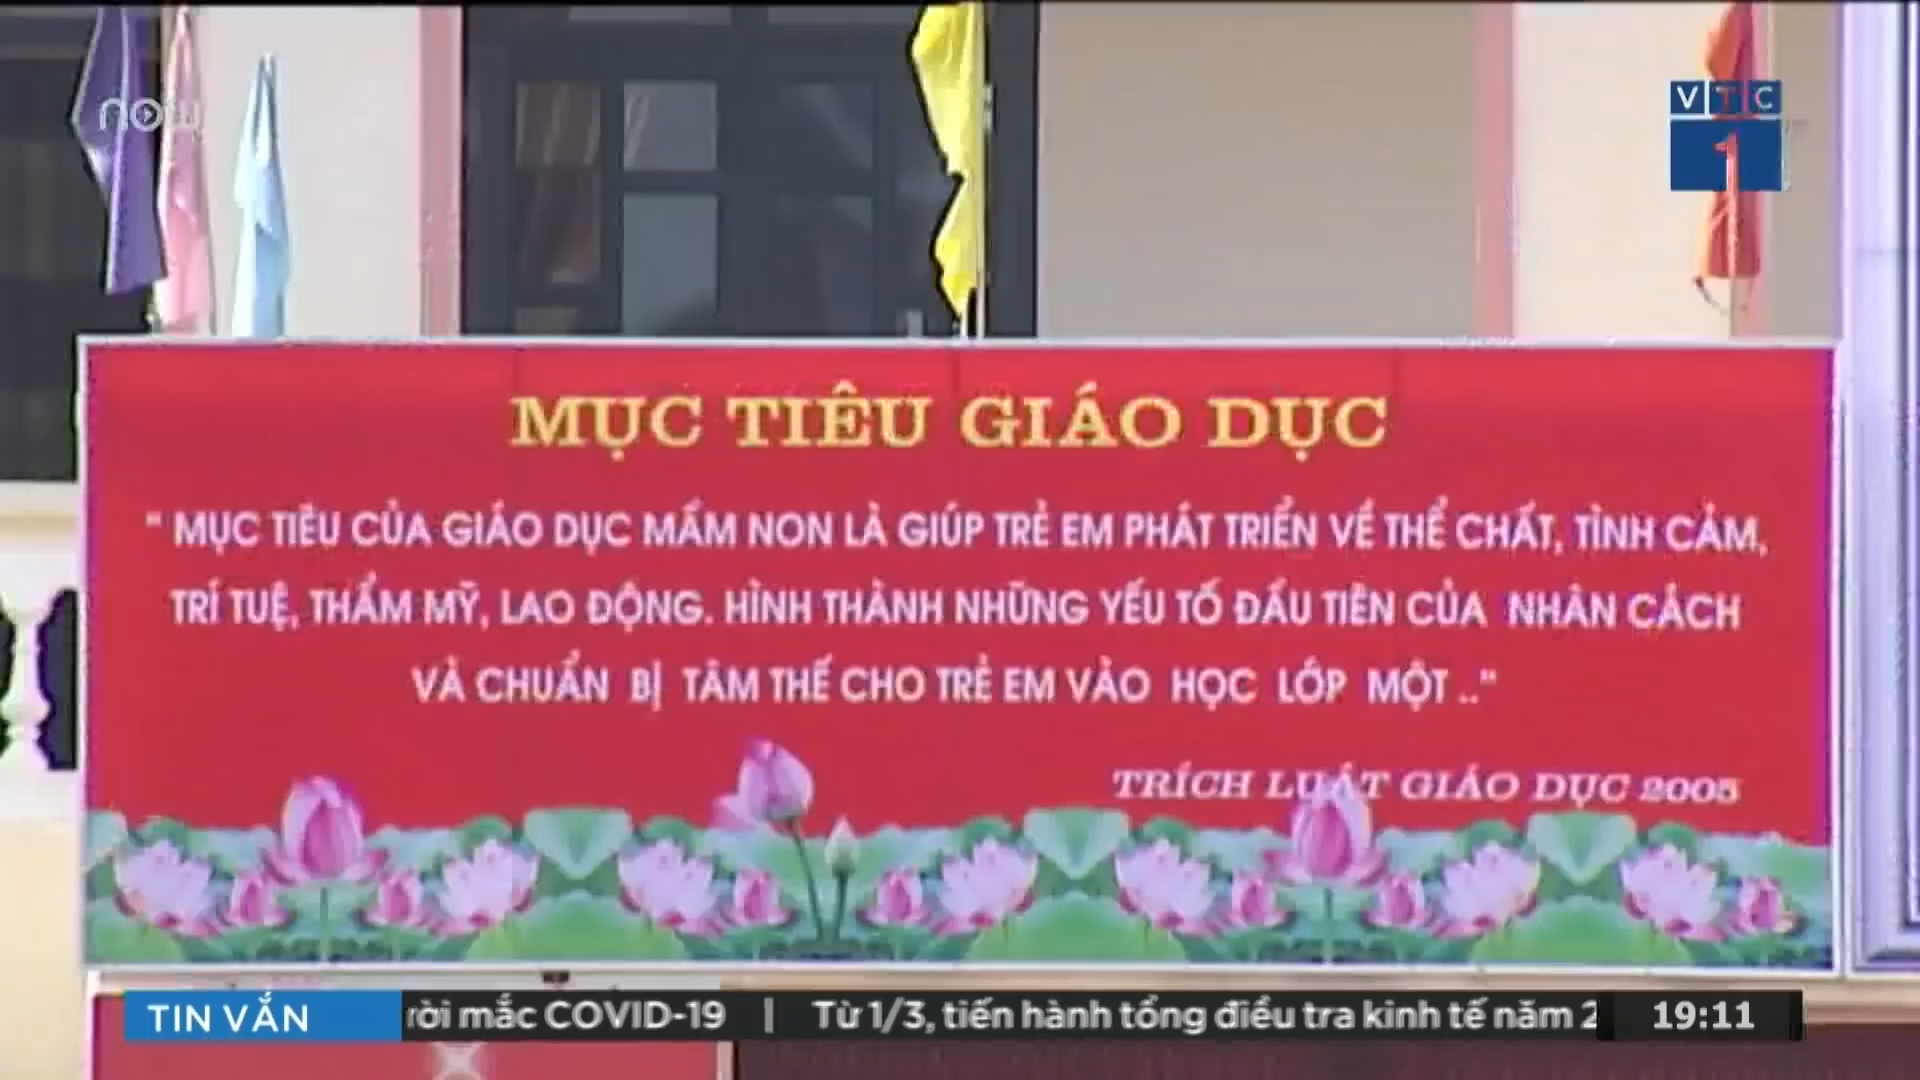 now
VTC
1
MỤC TIÊU GIÁO DỤC
“ MỤC TIÊU CỦA GIÁO DỤC MẦM NON LÀ GIÚP TRẺ EM PHÁT TRIỂN VỀ THỂ CHẤT, TÌNH CẢM,
TRÍ TUỆ, THẨM MỸ, LAO ĐỘNG. HÌNH THÀNH NHỮNG YẾU TỐ ĐẦU TIÊN CỦA NHÂN CÁCH
VÀ CHUẨN BỊ TÂM THẾ CHO TRẺ EM VÀO HỌC LỚP MỘT ..”
TRÍCH LUẬT GIÁO DỤC 2005
TIN VẮN
mắc COVID-19 | Từ 1/3, tiến hành tổng điều tra kinh tế năm 2
19:11